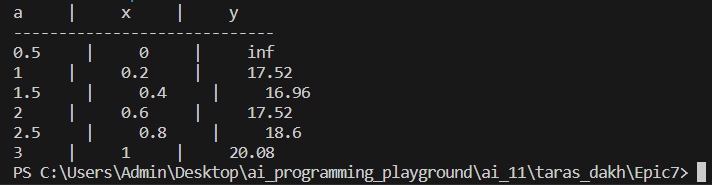 a | x | y
-----------------------------
0.5 | 0 | inf
1 | 0.2 | 17.52
1.5 | 0.4 | 16.96
2 | 0.6 | 17.52
2.5 | 0.8 | 18.6
3 | 1 | 20.08
PS C:\Users\Admin\Desktop\ai_programming_playground\ai_11\taras_dakh\Epic7>